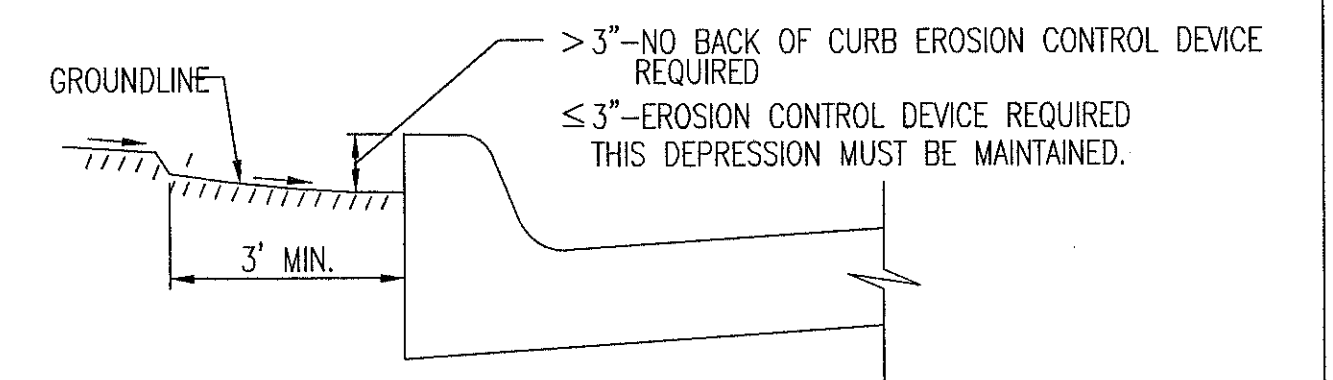 >3"-NO BACK OF CURB EROSION CONTROL DEVICE
REQUIRED
GROUNDLINE
≤3"-EROSION CONTROL DEVICE REQUIRED
THIS DEPRESSION MUST BE MAINTAINED.
3' MIN.